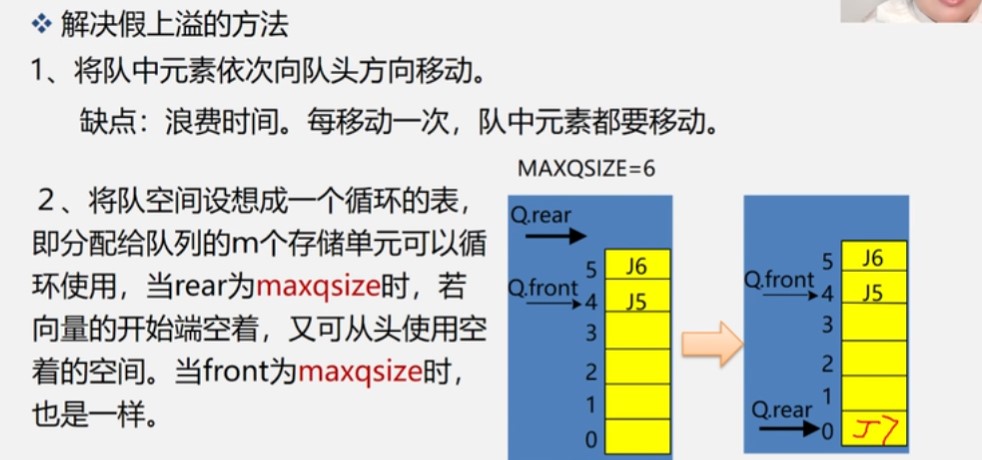 解决假上溢的方法
1、将队中元素依次向队头方向移动。
缺点：浪费时间。每移动一次，队中元素都要移动。
2、将队空间设想成一个循环的表，
即分配给队列的m个存储单元可以循
环使用，当rear为maxqsize时，若
向量的开始端空着，又可从头使用空
着的空间。当front为maxqsize时，
也是一样。
MAXQSIZE=6
Q.rear
5 J6
Q.front 4 J5
3
2
1
0
5 J6
Q.front 4 J5
3
2
1
Q.rear 0 J7